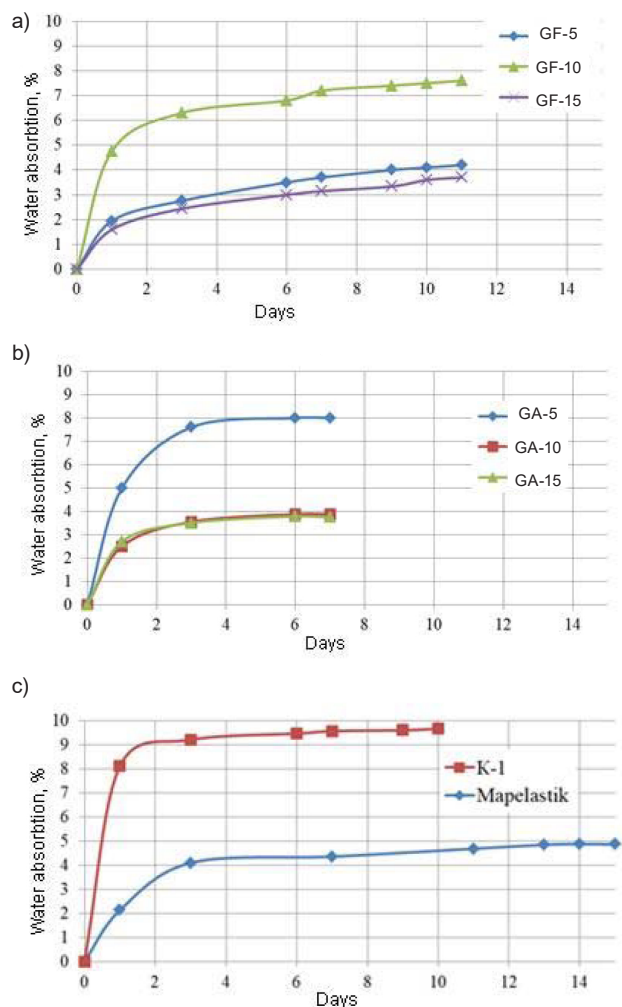 a)
Water absorbtion, %
10
9
8
7
6
5
4
3
2
1
0
0 2 4 6 8 10 12 14
Days
GF-5
GF-10
GF-15
b)
Water absorbtion, %
10
9
8
7
6
5
4
3
2
1
0
0 2 4 6 8 10 12 14
Days
GA-5
GA-10
GA-15
c)
Water absorbtion, %
10
9
8
7
6
5
4
3
2
1
0
0 2 4 6 8 10 12 14
Days
K-1
Mapelastik